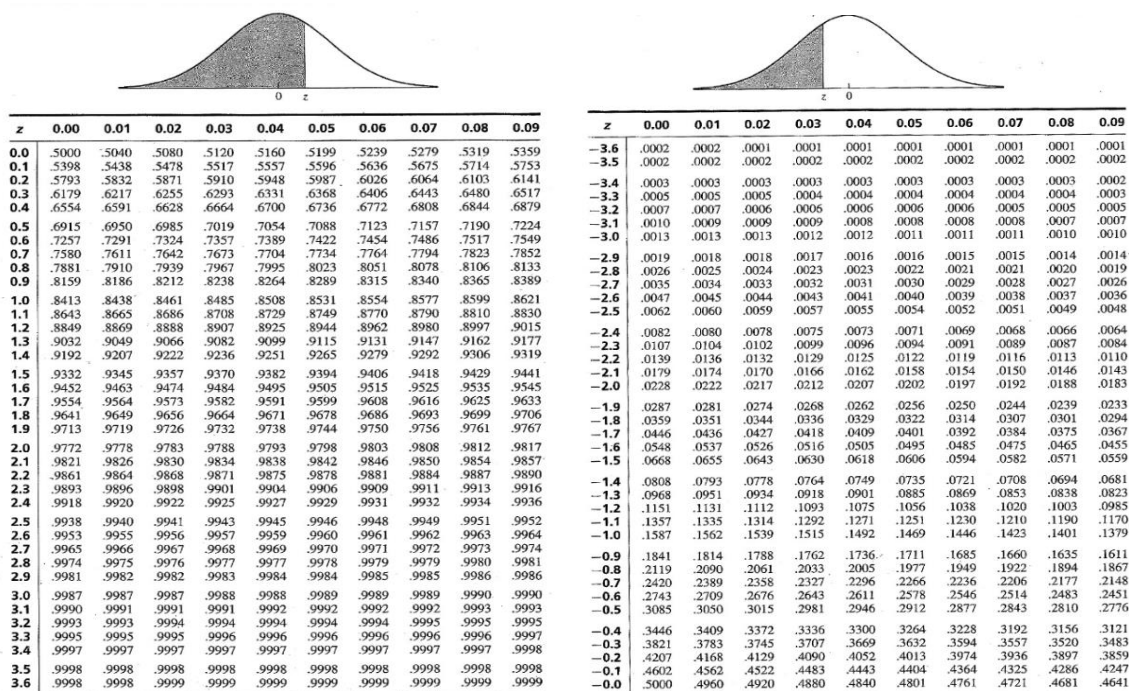 0 z
z 0.00 0.01 0.02 0.03 0.04 0.05 0.06 0.07 0.08 0.09
0.0 .5000 .5040 .5080 .5120 .5160 .5199 .5239 .5279 .5319 .5359
0.1 .5398 .5438 .5478 .5517 .5557 .5596 .5636 .5675 .5714 .5753
0.2 .5793 .5832 .5871 .5910 .5948 .5987 .6026 .6064 .6103 .6141
0.3 .6179 .6217 .6255 .6293 .6331 .6368 .6406 .6443 .6480 .6517
0.4 .6554 .6591 .6628 .6664 .6700 .6736 .6772 .6808 .6844 .6879
0.5 .6915 .6950 .6985 .7019 .7054 .7088 .7123 .7157 .7190 .7224
0.6 .7257 .7291 .7324 .7357 .7389 .7422 .7454 .7486 .7517 .7549
0.7 .7580 .7611 .7642 .7673 .7704 .7734 .7764 .7794 .7823 .7852
0.8 .7881 .7910 .7939 .7967 .7995 .8023 .8051 .8078 .8106 .8133
0.9 .8159 .8186 .8212 .8238 .8264 .8289 .8315 .8340 .8365 .8389
1.0 .8413 .8438 .8461 .8485 .8508 .8531 .8554 .8577 .8599 .8621
1.1 .8643 .8665 .8686 .8708 .8729 .8749 .8770 .8790 .8810 .8830
1.2 .8849 .8869 .8888 .8907 .8925 .8944 .8962 .8980 .8997 .9015
1.3 .9032 .9049 .9066 .9082 .9099 .9115 .9131 .9147 .9162 .9177
1.4 .9192 .9207 .9222 .9236 .9251 .9265 .9279 .9292 .9306 .9319
1.5 .9332 .9345 .9357 .9370 .9382 .9394 .9406 .9418 .9429 .9441
1.6 .9452 .9463 .9474 .9484 .9495 .9505 .9515 .9525 .9535 .9545
1.7 .9554 .9564 .9573 .9582 .9591 .9599 .9608 .9616 .9625 .9633
1.8 .9641 .9649 .9656 .9664 .9671 .9678 .9686 .9693 .9699 .9706
1.9 .9713 .9719 .9726 .9732 .9738 .9744 .9750 .9756 .9761 .9767
2.0 .9772 .9778 .9783 .9788 .9793 .9798 .9803 .9808 .9812 .9817
2.1 .9821 .9826 .9830 .9834 .9838 .9842 .9846 .9850 .9854 .9857
2.2 .9861 .9864 .9868 .9871 .9875 .9878 .9881 .9884 .9887 .9890
2.3 .9893 .9896 .9898 .9901 .9904 .9906 .9909 .9911 .9913 .9916
2.4 .9918 .9920 .9922 .9925 .9927 .9929 .9931 .9932 .9934 .9936
2.5 .9938 .9940 .9941 .9943 .9945 .9946 .9948 .9949 .9951 .9952
2.6 .9953 .9955 .9956 .9957 .9959 .9960 .9961 .9962 .9963 .9964
2.7 .9965 .9966 .9967 .9968 .9969 .9970 .9971 .9972 .9973 .9974
2.8 .9974 .9975 .9976 .9977 .9977 .9978 .9979 .9979 .9980 .9981
2.9 .9981 .9982 .9982 .9983 .9984 .9984 .9985 .9985 .9986 .9986
3.0 .9987 .9987 .9987 .9988 .9988 .9989 .9989 .9989 .9990 .9990
3.1 .9990 .9991 .9991 .9991 .9992 .9992 .9992 .9992 .9993 .9993
3.2 .9993 .9993 .9994 .9994 .9994 .9994 .9994 .9995 .9995 .9995
3.3 .9995 .9995 .9995 .9996 .9996 .9996 .9996 .9996 .9996 .9997
3.4 .9997 .9997 .9997 .9997 .9997 .9997 .9997 .9997 .9997 .9998
3.5 .9998 .9998 .9998 .9998 .9998 .9998 .9998 .9998 .9998 .9998
3.6 .9998 .9998 .9999 .9999 .9999 .9999 .9999 .9999 .9999 .9999
z 0
z 0.00 0.01 0.02 0.03 0.04 0.05 0.06 0.07 0.08 0.09
−3.6 .0002 .0002 .0001 .0001 .0001 .0001 .0001 .0001 .0001 .0001
−3.5 .0002 .0002 .0002 .0002 .0002 .0002 .0002 .0002 .0002 .0002
−3.4 .0003 .0003 .0003 .0003 .0003 .0003 .0003 .0003 .0003 .0002
−3.3 .0005 .0005 .0005 .0004 .0004 .0004 .0004 .0004 .0004 .0003
−3.2 .0007 .0007 .0006 .0006 .0006 .0006 .0006 .0005 .0005 .0005
−3.1 .0010 .0009 .0009 .0009 .0008 .0008 .0008 .0008 .0007 .0007
−3.0 .0013 .0013 .0013 .0012 .0012 .0011 .0011 .0011 .0010 .0010
−2.9 .0019 .0018 .0018 .0017 .0016 .0016 .0015 .0015 .0014 .0014
−2.8 .0026 .0025 .0024 .0023 .0023 .0022 .0021 .0021 .0020 .0019
−2.7 .0035 .0034 .0033 .0032 .0031 .0030 .0029 .0028 .0027 .0026
−2.6 .0047 .0045 .0044 .0043 .0041 .0040 .0039 .0038 .0037 .0036
−2.5 .0062 .0060 .0059 .0057 .0055 .0054 .0052 .0051 .0049 .0048
−2.4 .0082 .0080 .0078 .0075 .0073 .0071 .0069 .0068 .0066 .0064
−2.3 .0107 .0104 .0102 .0099 .0096 .0094 .0091 .0089 .0087 .0084
−2.2 .0139 .0136 .0132 .0129 .0125 .0122 .0119 .0116 .0113 .0110
−2.1 .0179 .0174 .0170 .0166 .0162 .0158 .0154 .0150 .0146 .0143
−2.0 .0228 .0222 .0217 .0212 .0207 .0202 .0197 .0192 .0188 .0183
−1.9 .0287 .0281 .0274 .0268 .0262 .0256 .0250 .0244 .0239 .0233
−1.8 .0359 .0351 .0344 .0336 .0329 .0322 .0314 .0307 .0301 .0294
−1.7 .0446 .0436 .0427 .0418 .0409 .0401 .0392 .0384 .0375 .0367
−1.6 .0548 .0537 .0526 .0516 .0505 .0495 .0485 .0475 .0465 .0455
−1.5 .0668 .0655 .0643 .0630 .0618 .0606 .0594 .0582 .0571 .0559
−1.4 .0808 .0793 .0778 .0764 .0749 .0735 .0721 .0708 .0694 .0681
−1.3 .0968 .0951 .0934 .0918 .0901 .0885 .0869 .0853 .0838 .0823
−1.2 .1151 .1131 .1112 .1093 .1075 .1056 .1038 .1020 .1003 .0985
−1.1 .1357 .1335 .1314 .1292 .1271 .1251 .1230 .1210 .1190 .1170
−1.0 .1587 .1562 .1539 .1515 .1492 .1469 .1446 .1423 .1401 .1379
−0.9 .1841 .1814 .1788 .1762 .1736 .1711 .1685 .1660 .1635 .1611
−0.8 .2119 .2090 .2061 .2033 .2005 .1977 .1949 .1922 .1894 .1867
−0.7 .2420 .2389 .2358 .2327 .2296 .2266 .2236 .2206 .2177 .2148
−0.6 .2743 .2709 .2676 .2643 .2611 .2578 .2546 .2514 .2483 .2451
−0.5 .3085 .3050 .3015 .2981 .2946 .2912 .2877 .2843 .2810 .2776
−0.4 .3446 .3409 .3372 .3336 .3300 .3264 .3228 .3192 .3156 .3121
−0.3 .3821 .3783 .3745 .3707 .3669 .3632 .3594 .3557 .3520 .3483
−0.2 .4207 .4168 .4129 .4090 .4052 .4013 .3974 .3936 .3897 .3859
−0.1 .4602 .4562 .4522 .4483 .4443 .4404 .4364 .4325 .4286 .4247
−0.0 .5000 .4960 .4920 .4880 .4840 .4801 .4761 .4721 .4681 .4641